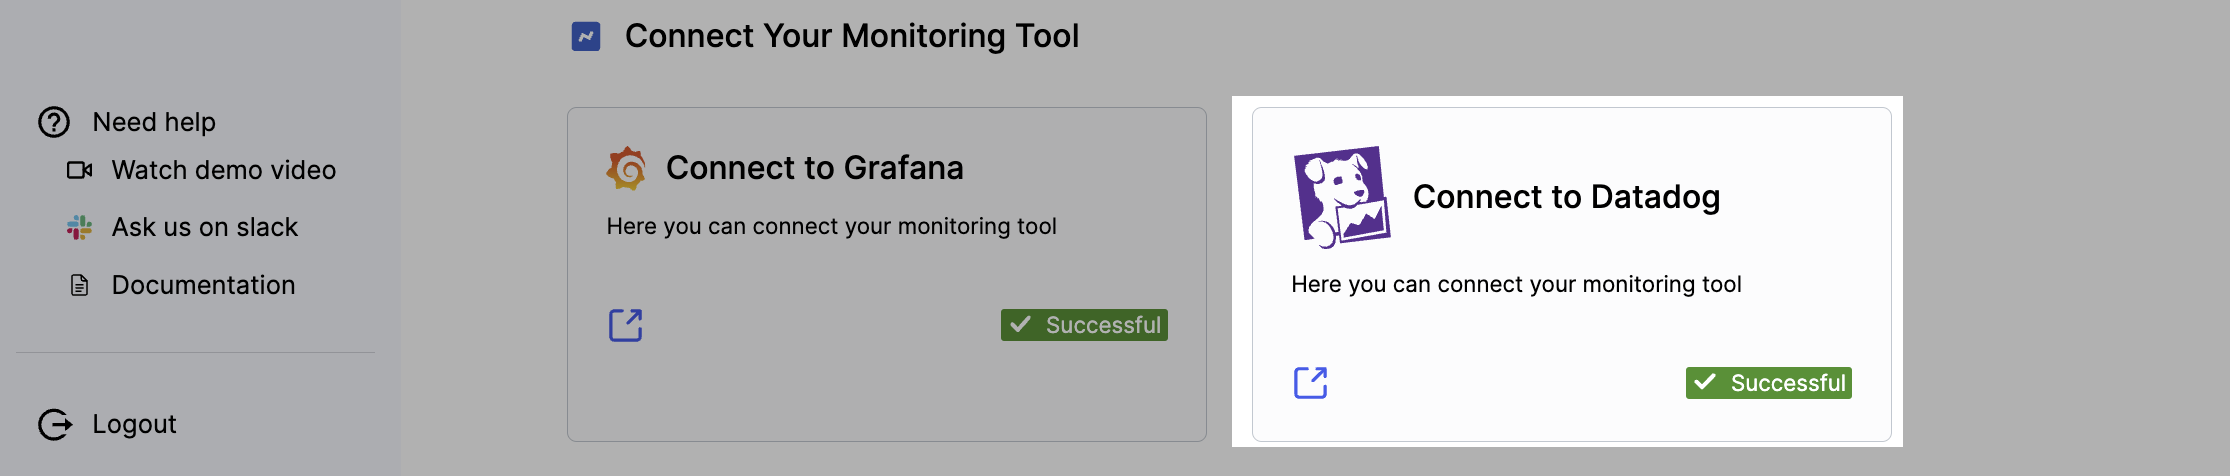 Connect Your Monitoring Tool
Need help
Watch demo video
Ask us on slack
Documentation
Logout
Connect to Grafana
Here you can connect your monitoring tool
Successful
Connect to Datadog
Here you can connect your monitoring tool
Successful